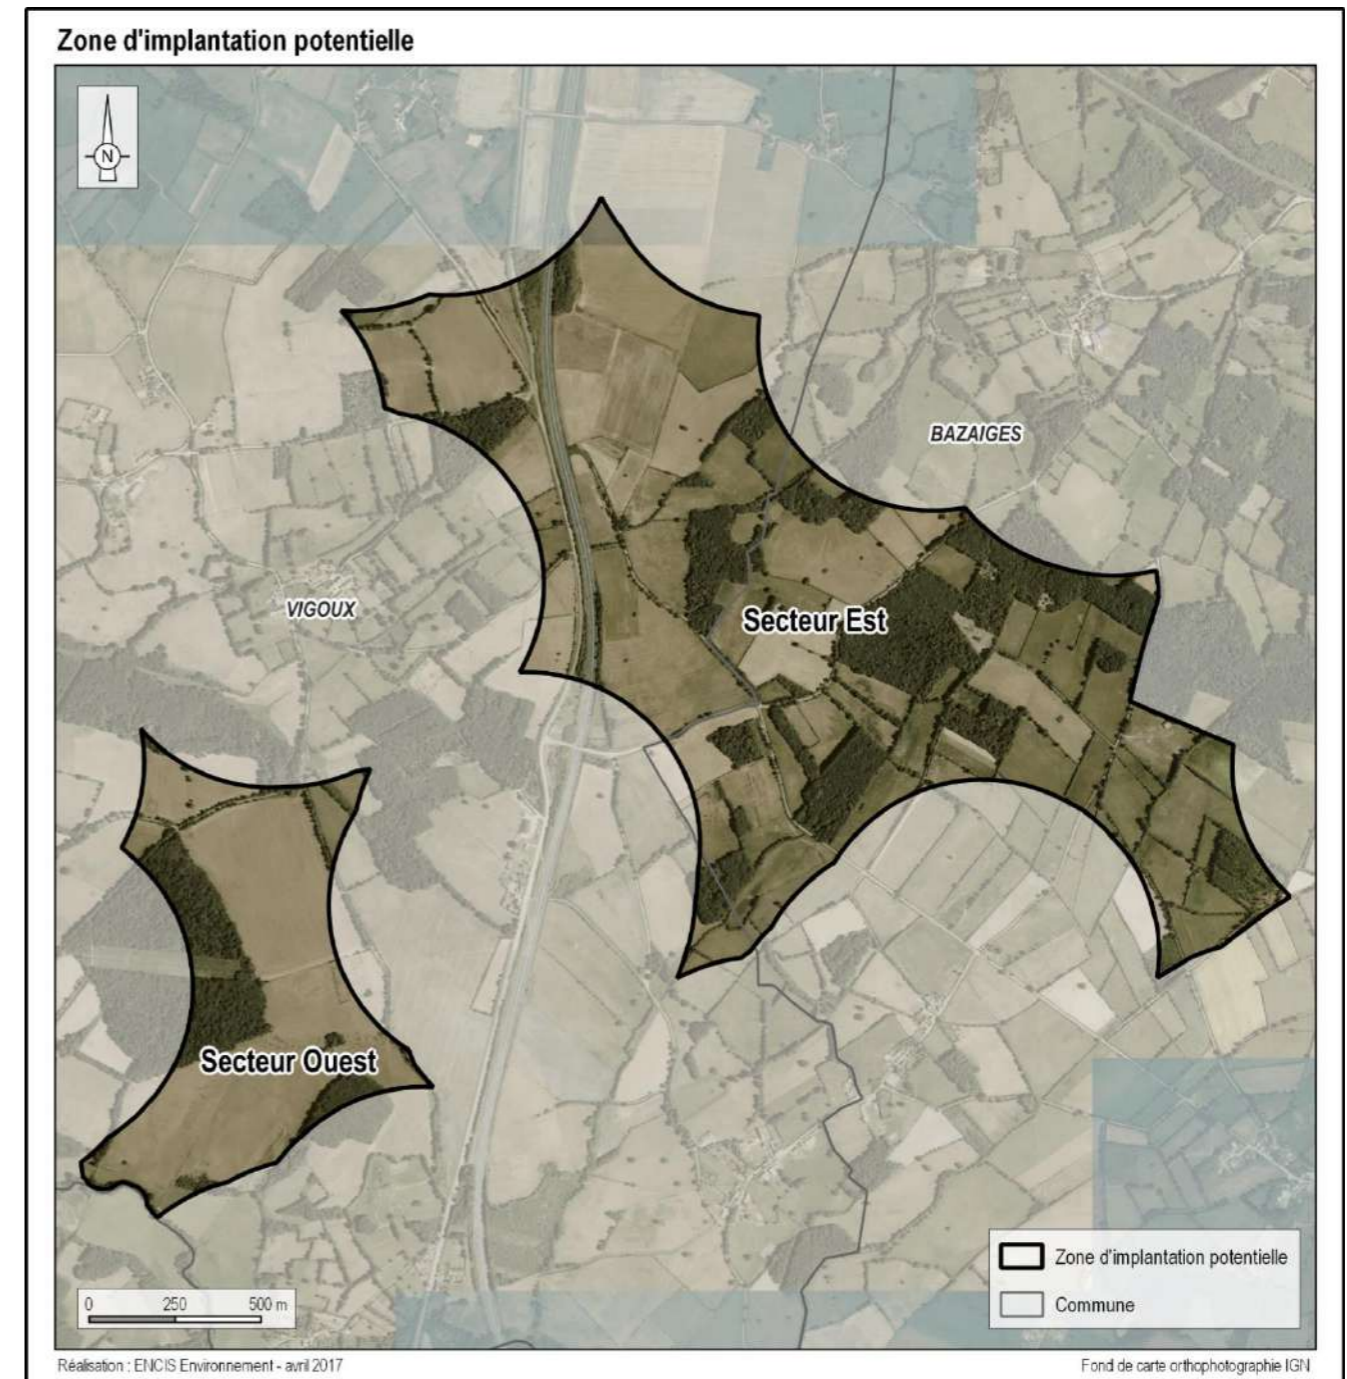 Zone d'implantation potentielle
N
BAZAIGES
VIGOUX
Secteur Est
Secteur Ouest
Zone d'implantation potentielle
Commune
0 250 500 m
Réalisation : ENCIS Environnement - avril 2017
Fond de carte orthophotographie IGN